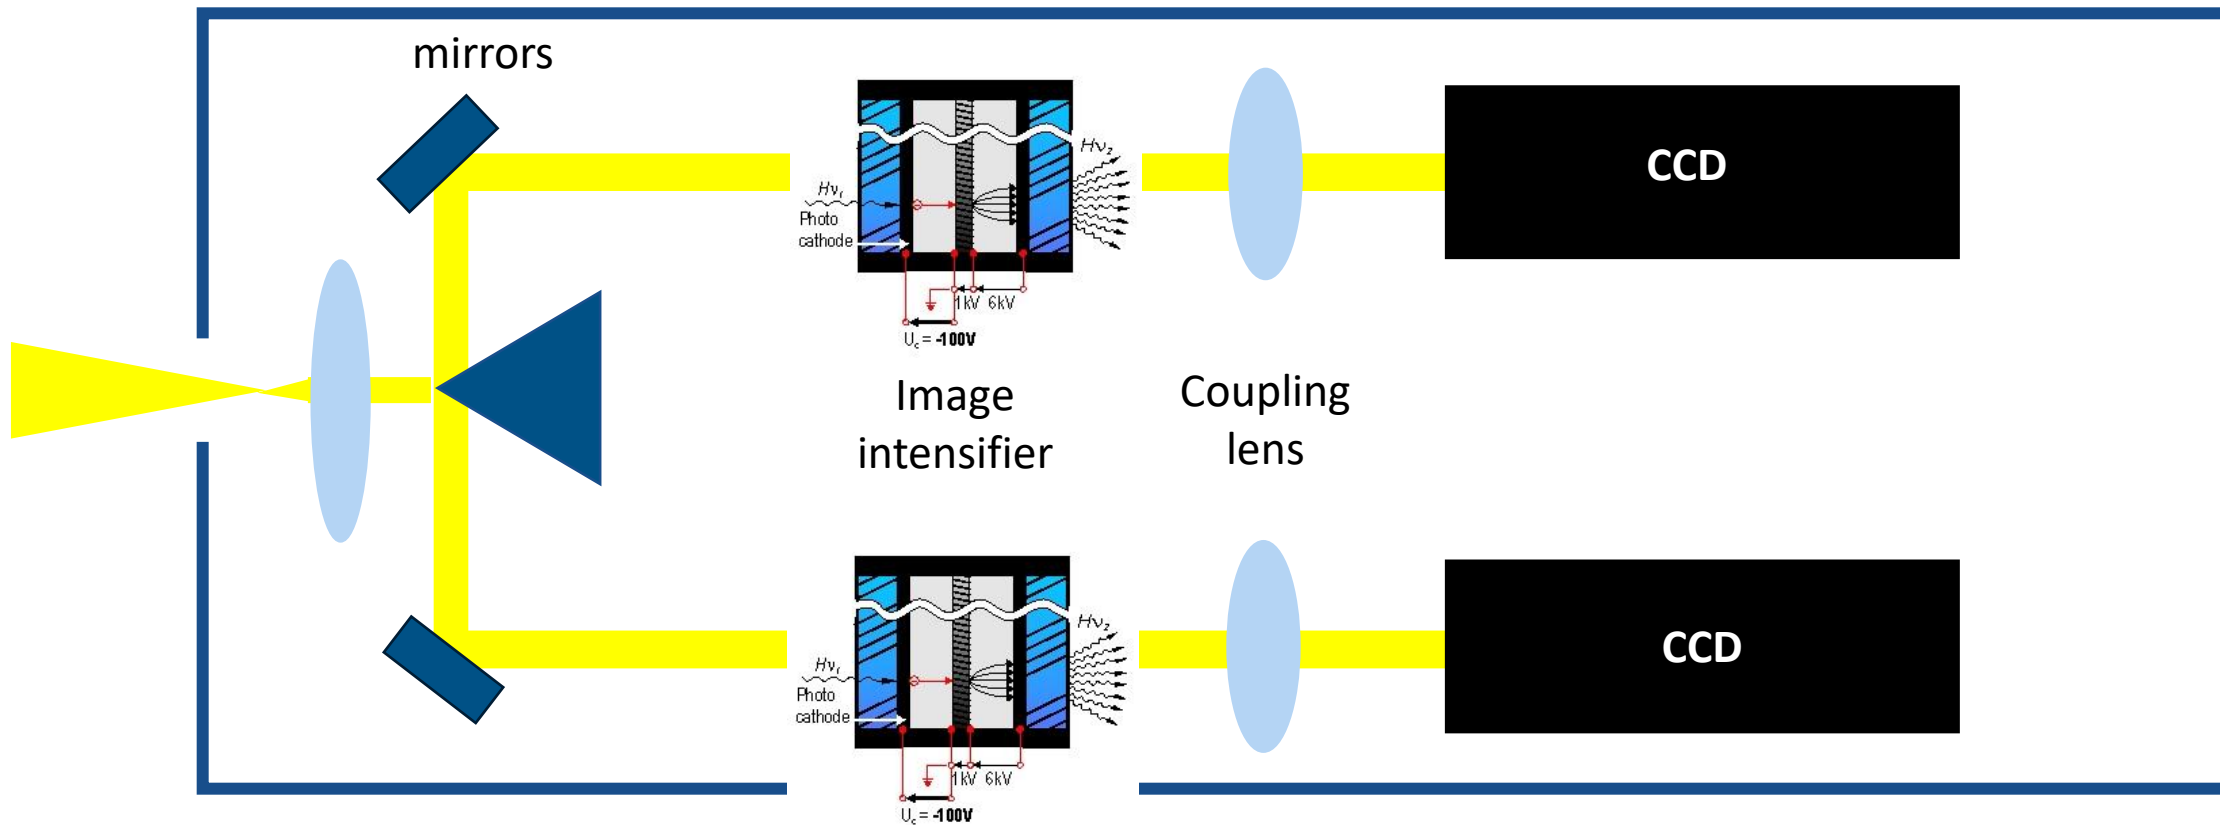 mirrors
Hν₁
Photo
cathode
Hν₂
1kV 6kV
U꜀ = -100V
CCD
Image
intensifier
Coupling
lens
Hν₁
Photo
cathode
Hν₂
1kV 6kV
U꜀ = -100V
CCD